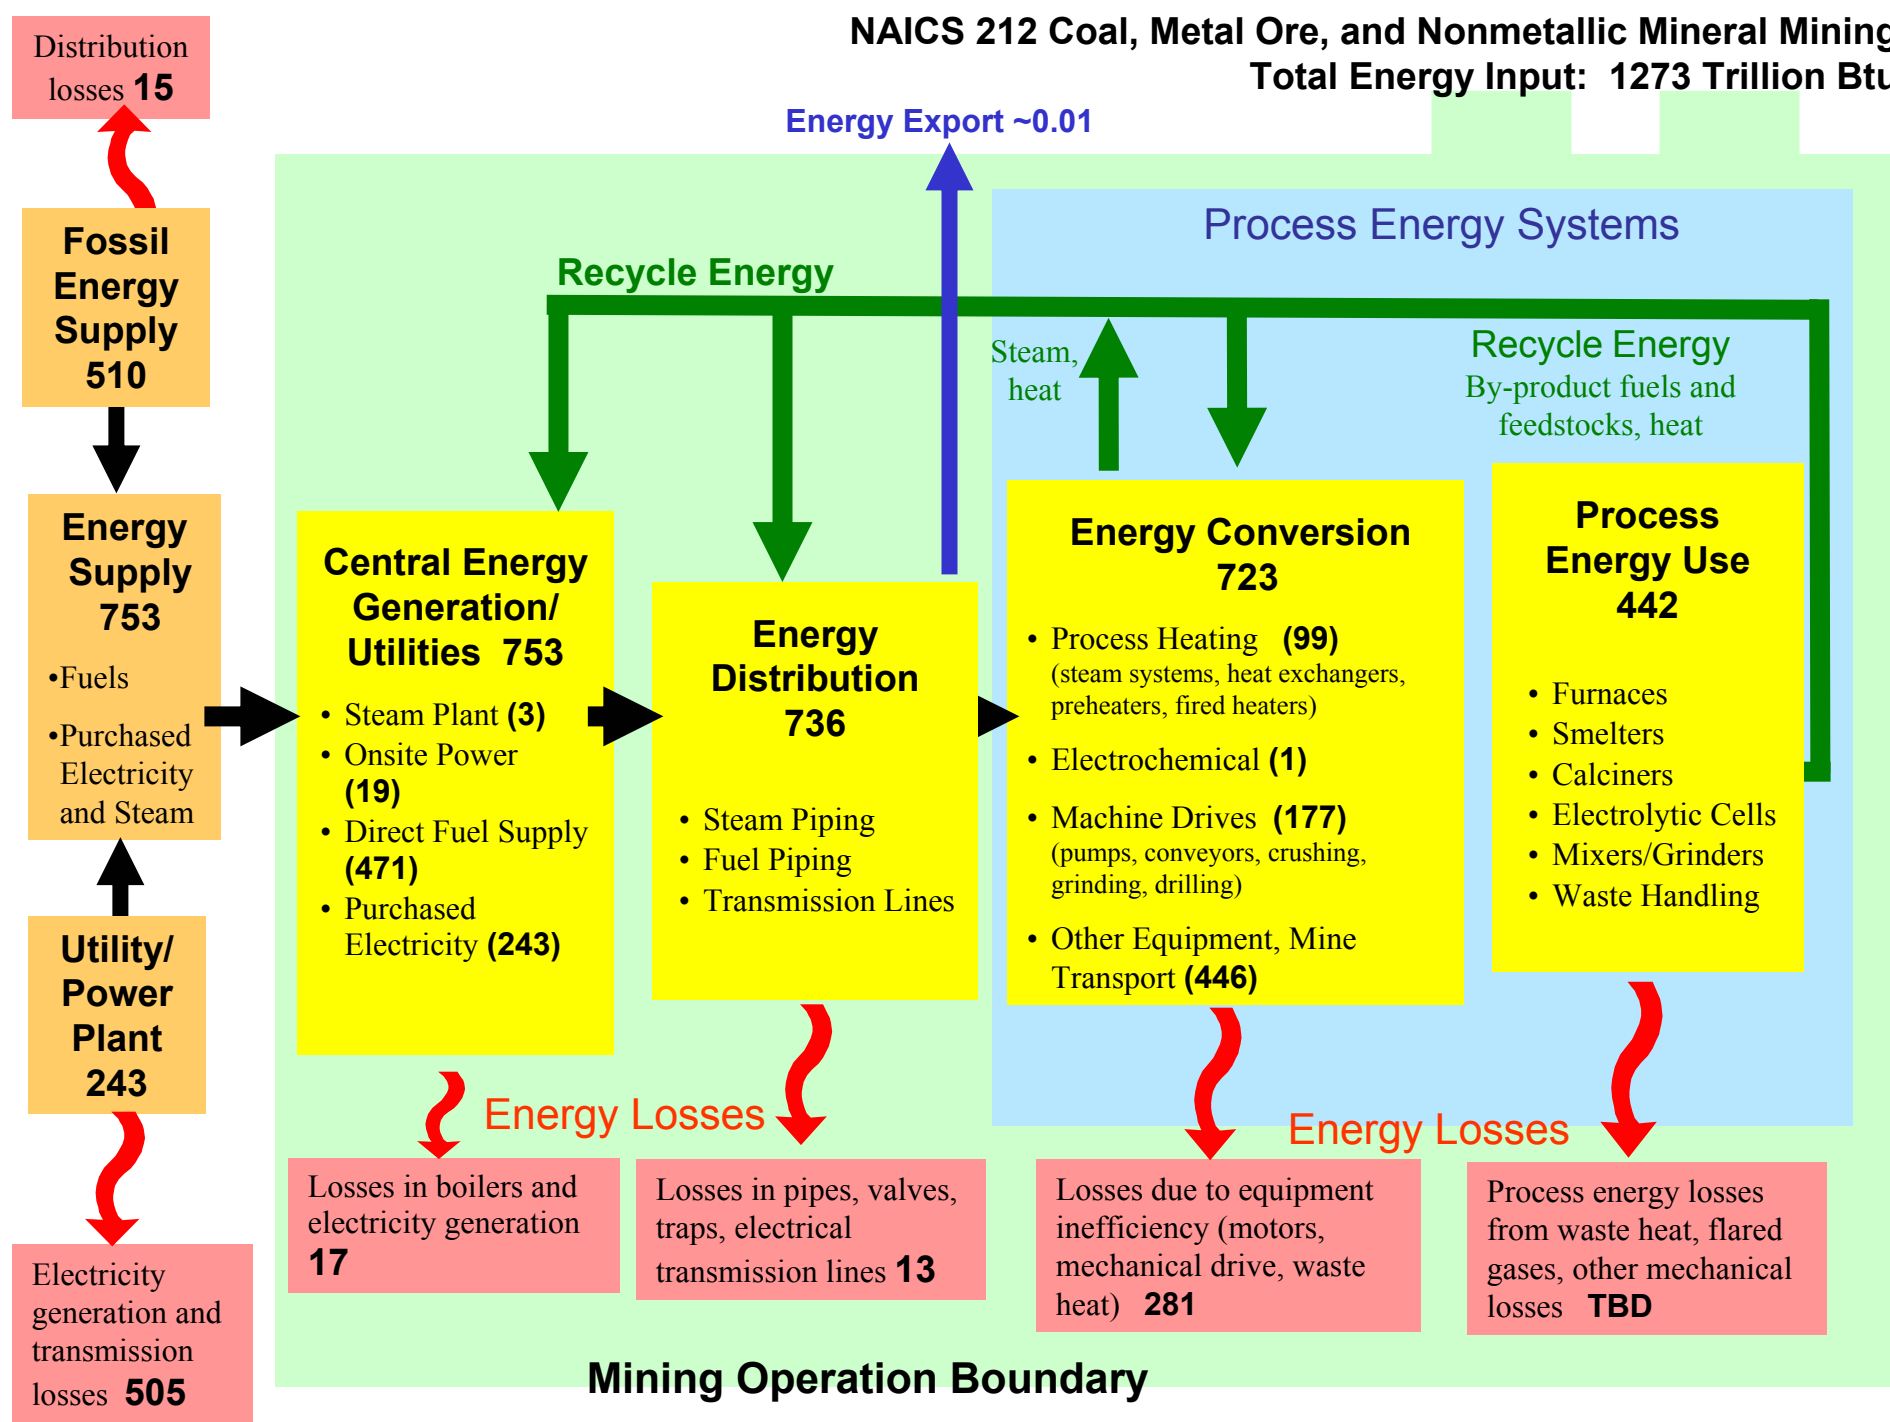 NAICS 212 Coal, Metal Ore, and Nonmetallic Mineral Mining
Total Energy Input: 1273 Trillion Btu
Distribution
losses 15
Energy Export ~0.01
Process Energy Systems
Fossil
Energy
Supply
510
Recycle Energy
Steam,
heat
Recycle Energy
By-product fuels and
feedstocks, heat
Energy
Supply
753
•Fuels
•Purchased
Electricity
and Steam
Central Energy
Generation/
Utilities 753
• Steam Plant (3)
• Onsite Power
(19)
• Direct Fuel Supply
(471)
• Purchased
Electricity (243)
Energy
Distribution
736
• Steam Piping
• Fuel Piping
• Transmission Lines
Energy Conversion
723
• Process Heating (99)
(steam systems, heat exchangers,
preheaters, fired heaters)
• Electrochemical (1)
• Machine Drives (177)
(pumps, conveyors, crushing,
grinding, drilling)
• Other Equipment, Mine
Transport (446)
Process
Energy Use
442
• Furnaces
• Smelters
• Calciners
• Electrolytic Cells
• Mixers/Grinders
• Waste Handling
Utility/
Power
Plant
243
Energy Losses
Energy Losses
Electricity
generation and
transmission
losses 505
Losses in boilers and
electricity generation
17
Losses in pipes, valves,
traps, electrical
transmission lines 13
Losses due to equipment
inefficiency (motors,
mechanical drive, waste
heat) 281
Process energy losses
from waste heat, flared
gases, other mechanical
losses TBD
Mining Operation Boundary